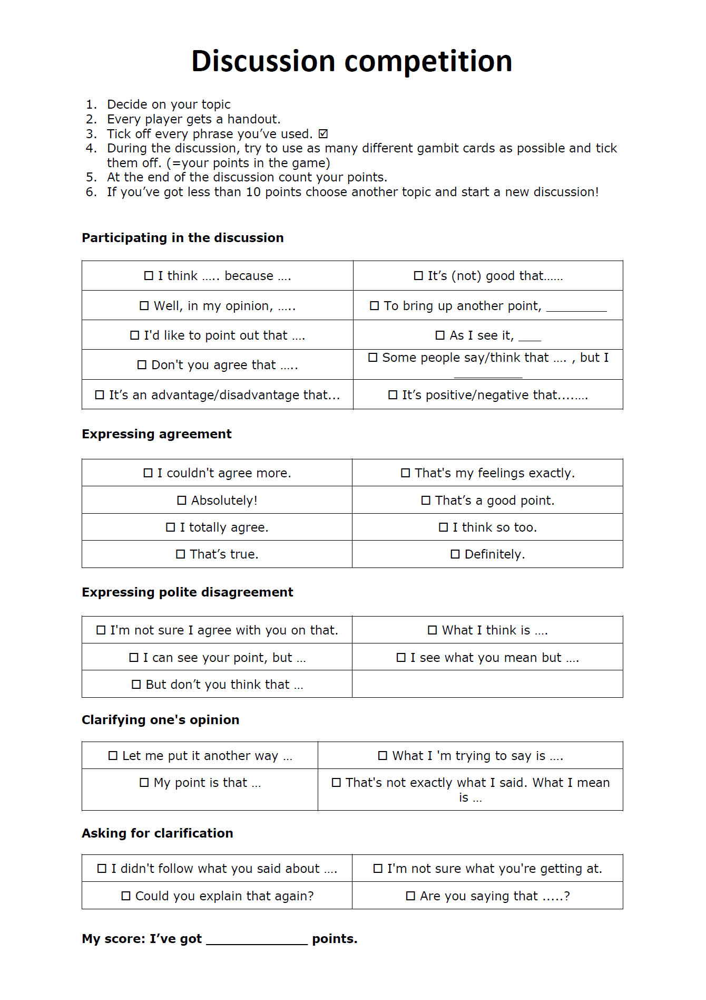 Discussion competition
1. Decide on your topic
2. Every player gets a handout.
3. Tick off every phrase you’ve used. ☑
4. During the discussion, try to use as many different gambit cards as possible and tick
them off. (=your points in the game)
5. At the end of the discussion count your points.
6. If you’ve got less than 10 points choose another topic and start a new discussion!
Participating in the discussion
☐ I think ….. because ….
☐ It’s (not) good that……
☐ Well, in my opinion, …..
☐ To bring up another point, ________
☐ I'd like to point out that ….
☐ As I see it, ___
☐ Don't you agree that …..
☐ Some people say/think that …. , but I
_________
☐ It’s an advantage/disadvantage that…
☐ It’s positive/negative that….….
Expressing agreement
☐ I couldn't agree more.
☐ That's my feelings exactly.
☐ Absolutely!
☐ That’s a good point.
☐ I totally agree.
☐ I think so too.
☐ That’s true.
☐ Definitely.
Expressing polite disagreement
☐ I'm not sure I agree with you on that.
☐ What I think is ….
☐ I can see your point, but …
☐ I see what you mean but ….
☐ But don’t you think that …
Clarifying one's opinion
☐ Let me put it another way …
☐ What I 'm trying to say is ….
☐ My point is that …
☐ That's not exactly what I said. What I mean
is …
Asking for clarification
☐ I didn't follow what you said about ….
☐ I'm not sure what you're getting at.
☐ Could you explain that again?
☐ Are you saying that …..?
My score: I’ve got ______________ points.